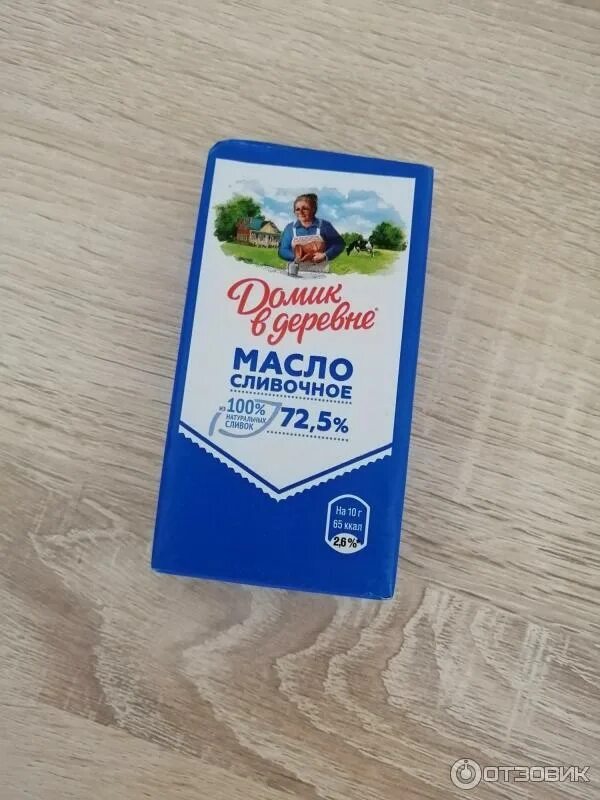 Домик
в деревне®
МАСЛО
СЛИВОЧНОЕ
из 100%
НАТУРАЛЬНЫХ
СЛИВОК
72,5%
На 10 г
65 ккал
2,6%*
ОТЗОВИК